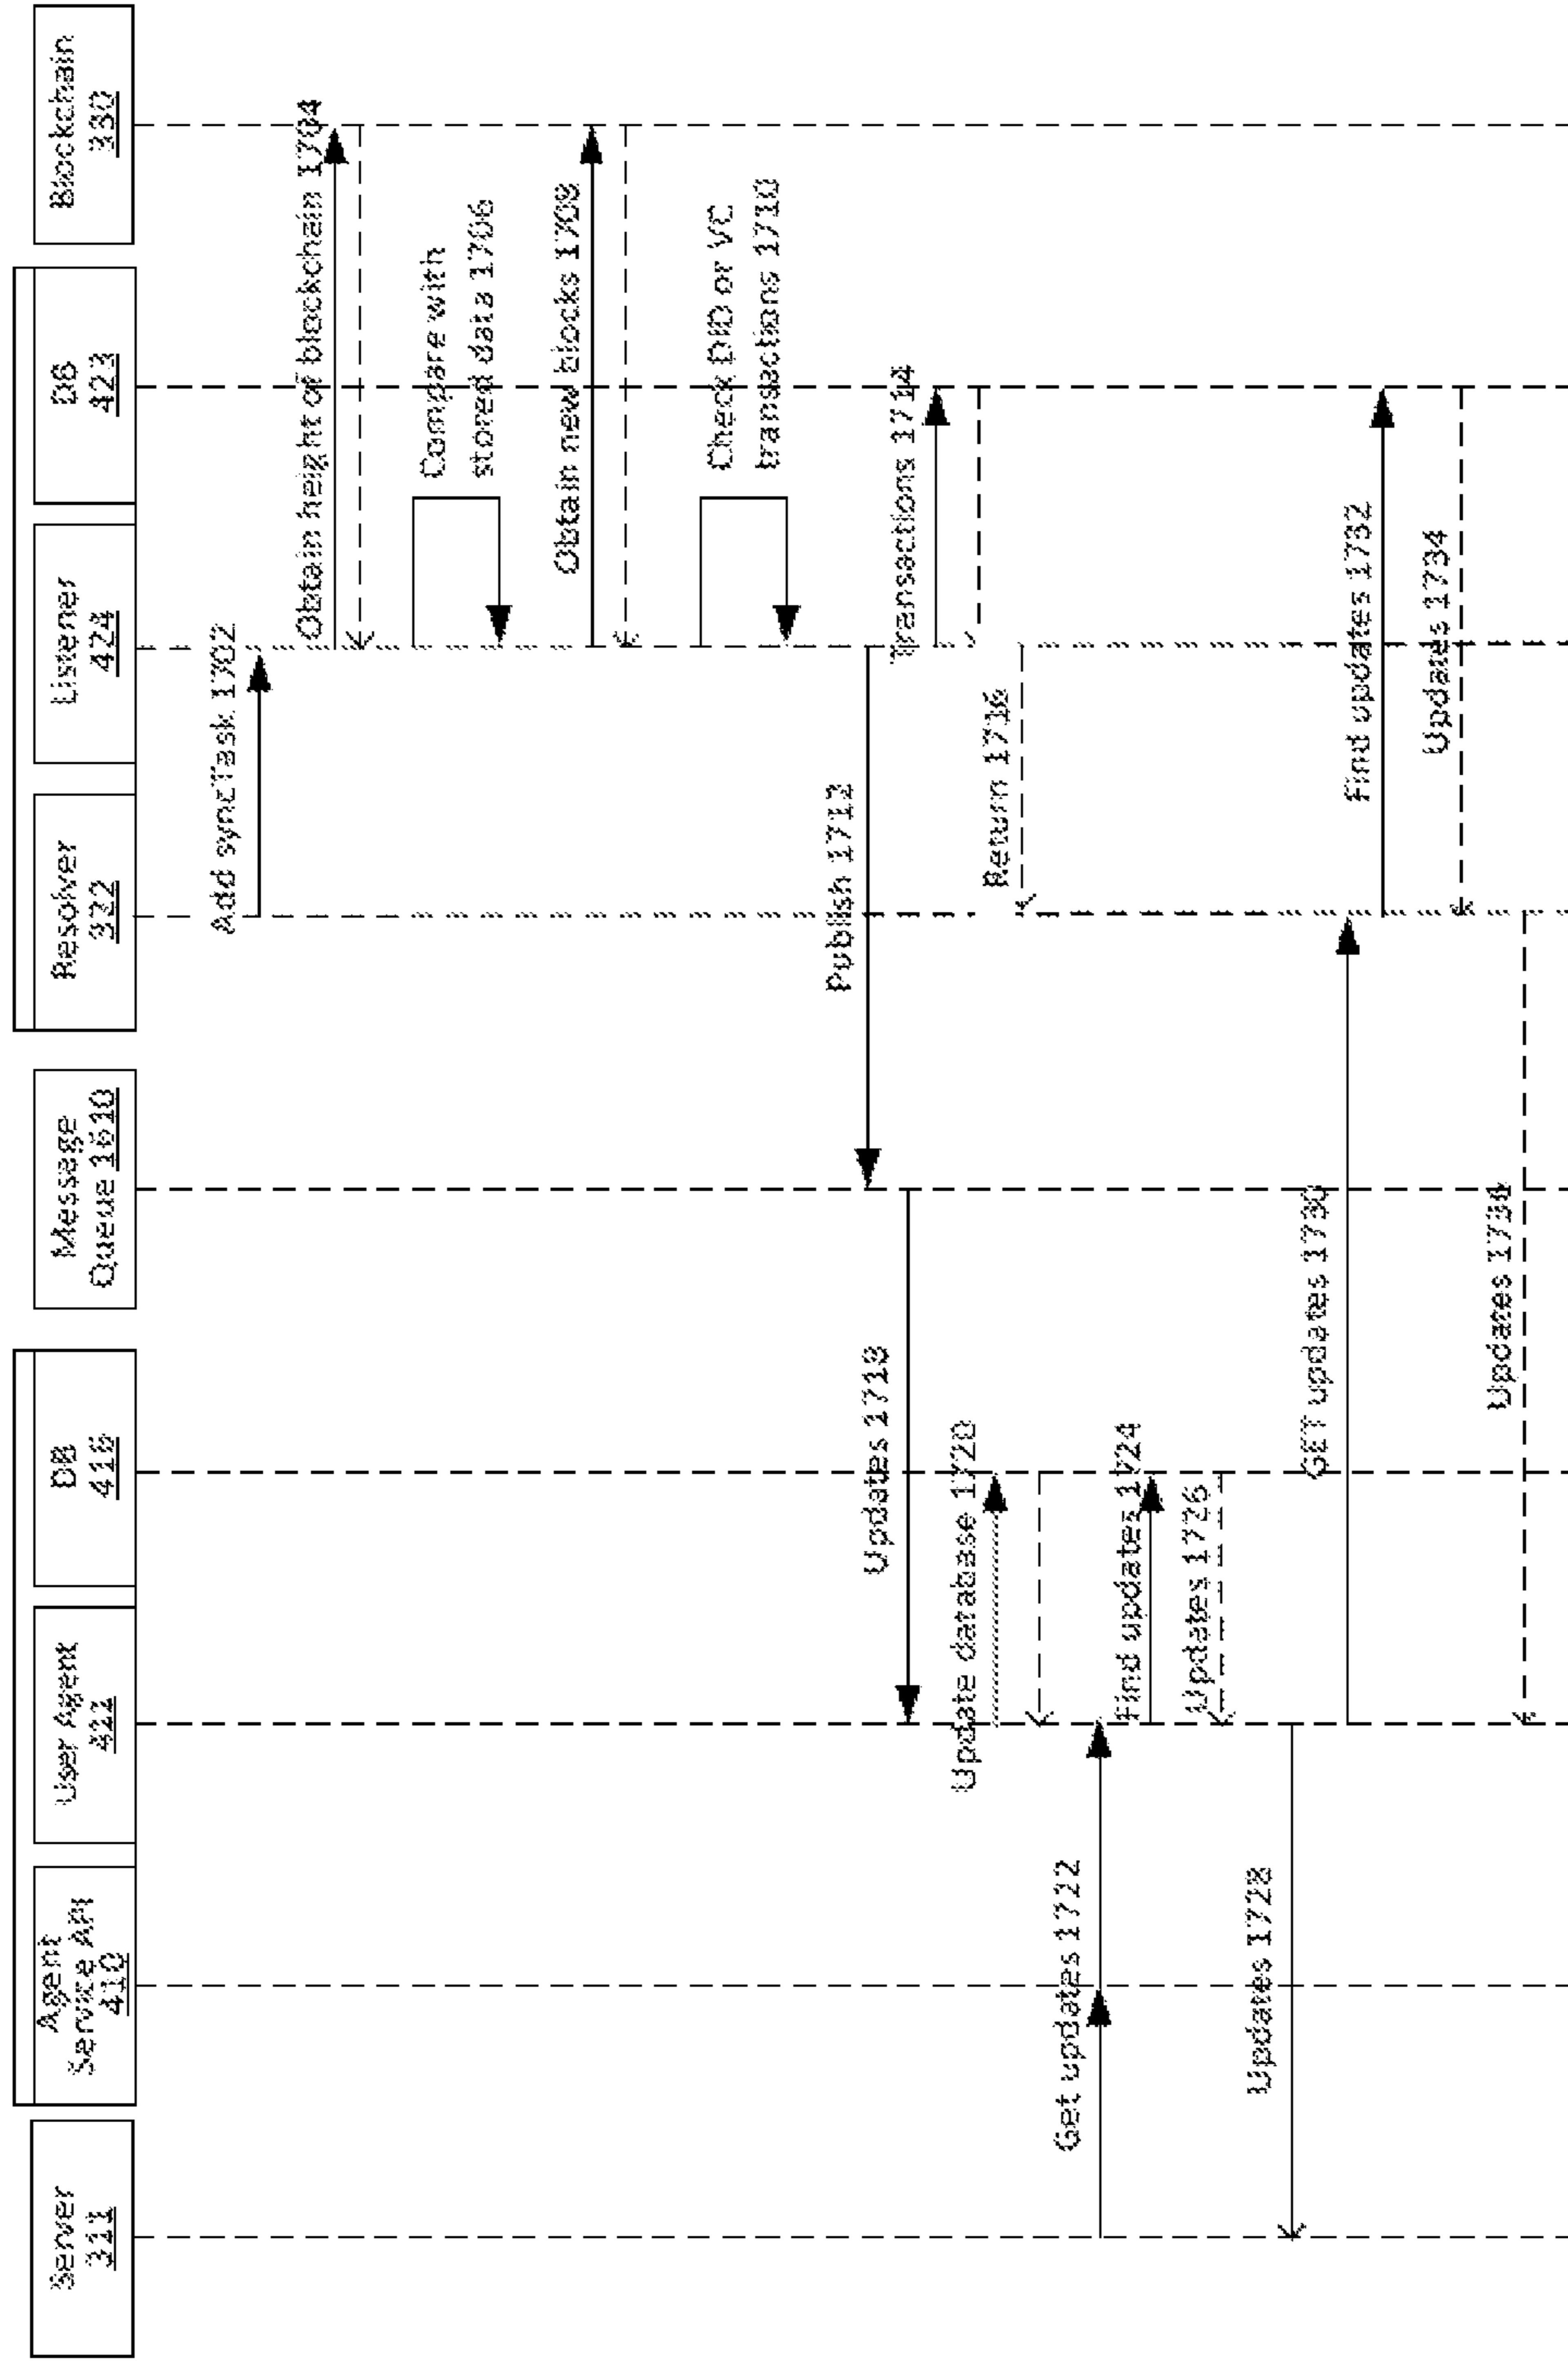 Server
311
Agent
Service API
410
User Agent
411
DB
416
Message
Queue 1610
Resolver
322
Listener
424
DB
423
Blockchain
330
Add syncTask 1702
Obtain height of blockchain 1704
Compare with
stored data 1706
Obtain new blocks 1708
Check DID or VC
transactions 1710
Publish 1712
Updates 1718
Transactions 1714
Update database 1720
Return 1716
Get updates 1722
Find updates 1724
Updates 1726
Updates 1728
GET updates 1730
Find updates 1732
Updates 1734
Updates